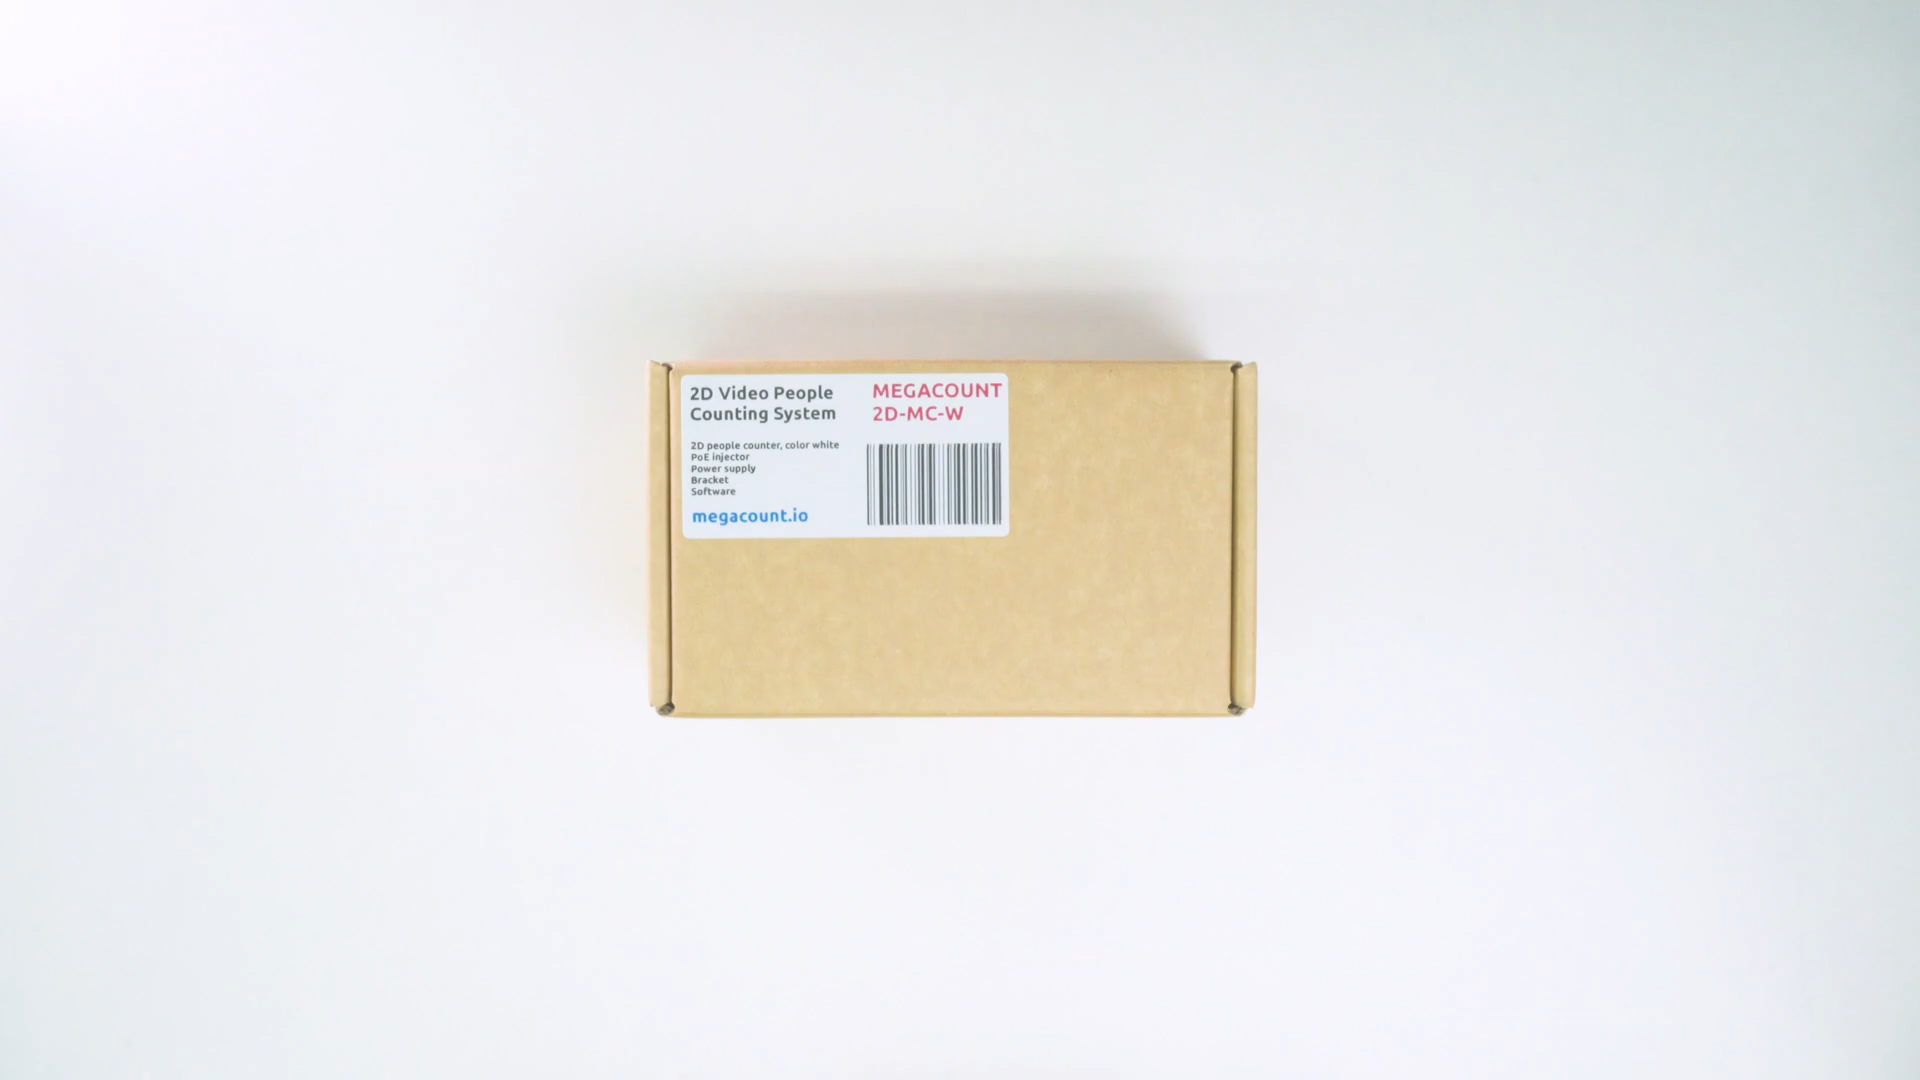 2D Video People
Counting System
MEGACOUNT
2D-MC-W
2D people counter, color white
PoE injector
Power supply
Bracket
Software
megacount.io